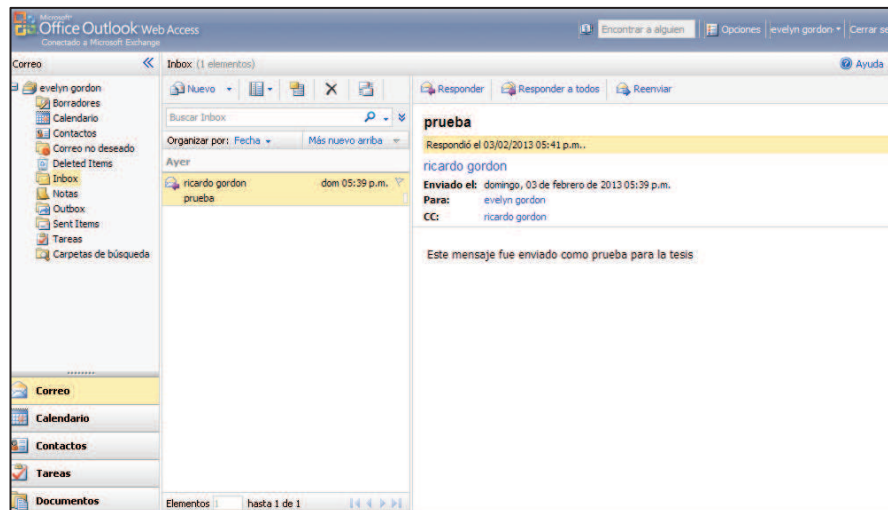 Microsoft
Office Outlook Web Access
Conectado a Microsoft Exchange
Encontrar a alguien
Opciones
evelyn gordon
Cerrar se
Correo
Inbox (1 elementos)
Ayuda
evelyn gordon
Borradores
Calendario
Contactos
Correo no deseado
Deleted Items
Inbox
Notas
Outbox
Sent Items
Tareas
Carpetas de búsqueda
Correo
Calendario
Contactos
Tareas
Documentos
Nuevo
Buscar Inbox
Organizar por: Fecha Más nuevo arriba
Ayer
ricardo gordon dom 05:39 p.m.
prueba
Elementos 1 hasta 1 de 1
Responder Responder a todos Reenviar
prueba
Respondió el 03/02/2013 05:41 p.m..
ricardo gordon
Enviado el: domingo, 03 de febrero de 2013 05:39 p.m.
Para: evelyn gordon
CC: ricardo gordon
Este mensaje fue enviado como prueba para la tesis